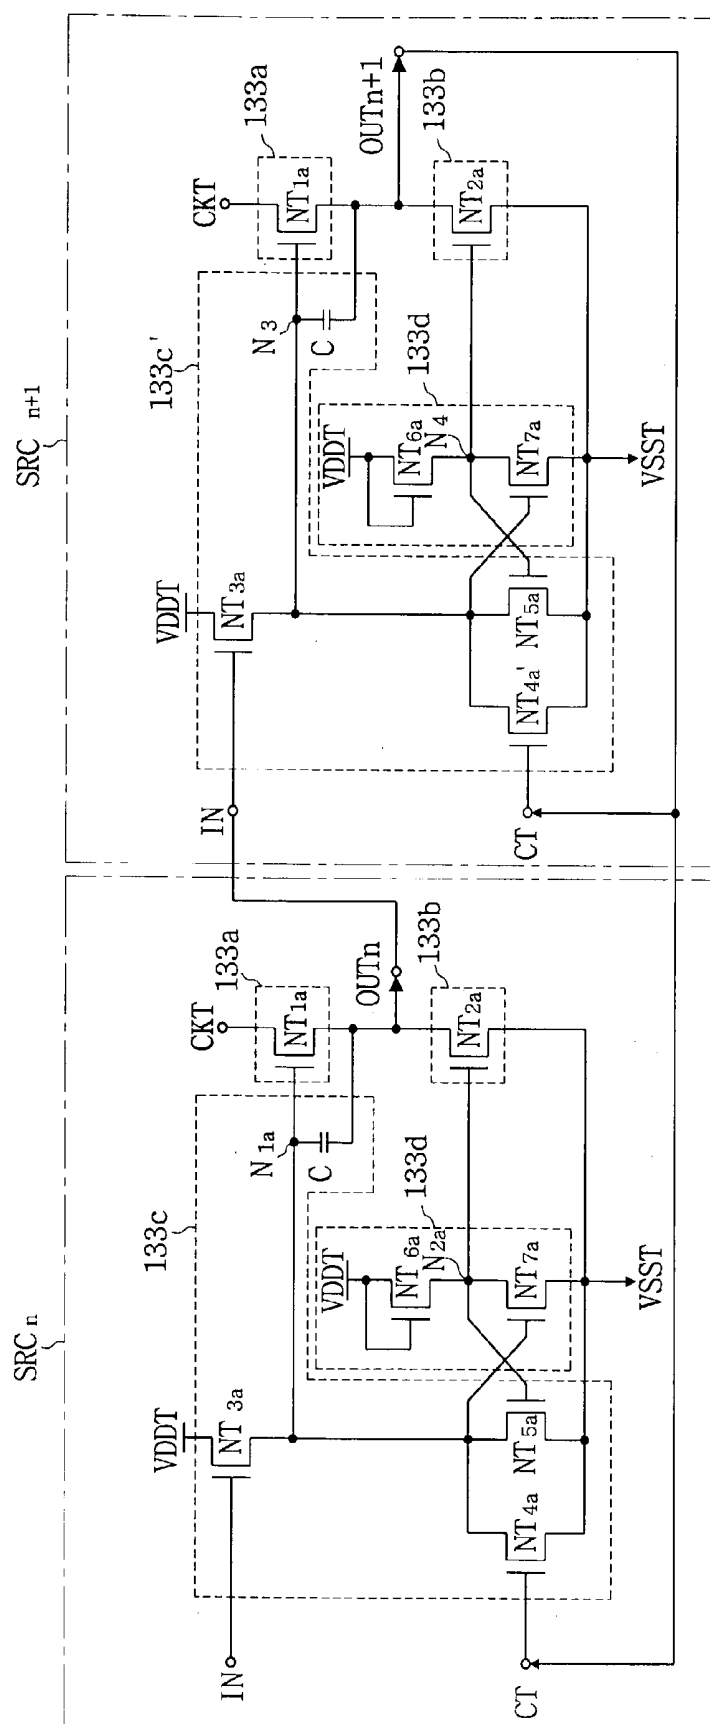 SRC n
133c
VDDT
NT3a
N1a
C
CKT
133a
NT1a
OUTn
133b
NT2a
133d
VDDT
NT6a
N2a
NT7a
NT5a
NT4a
VSST
IN
CT
SRC n+1
133c'
VDDT
NT3a
N3
C
CKT
133a
NT1a
OUTn+1
133b
NT2a
133d
VDDT
NT6a
N4
NT7a
NT5a
NT4a'
VSST
IN
CT